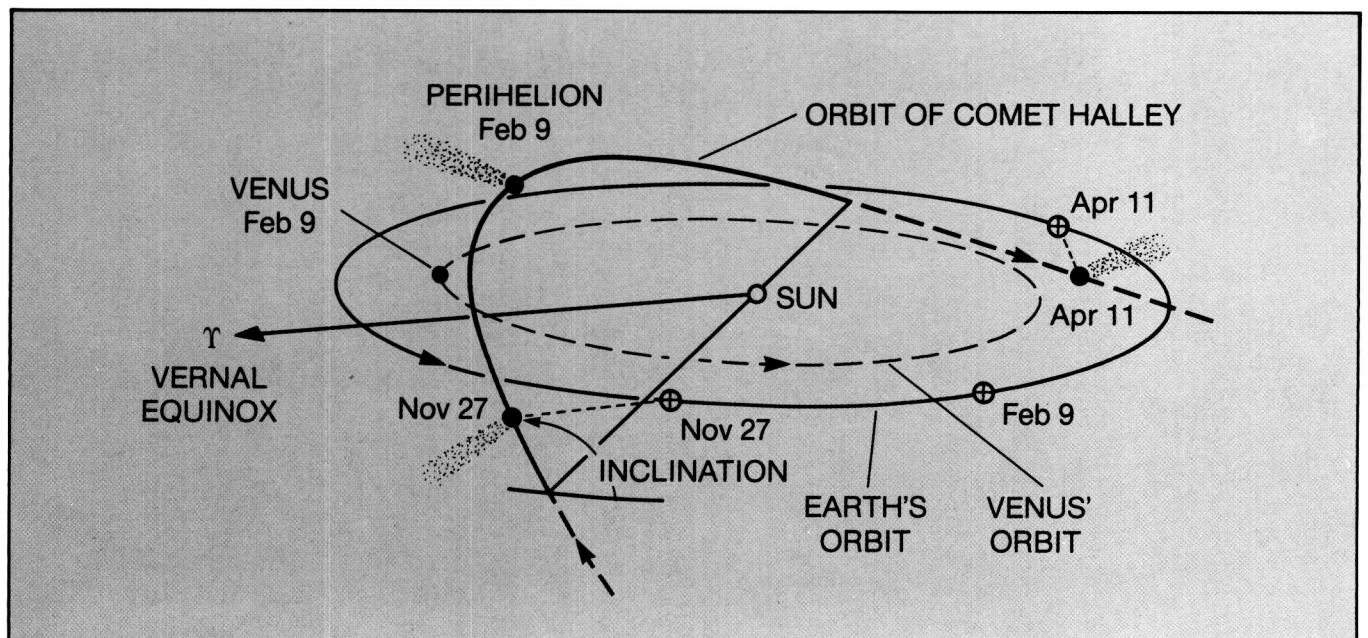 PERIHELION
Feb 9
ORBIT OF COMET HALLEY
VENUS
Feb 9
Apr 11
SUN
Apr 11
♈
VERNAL
EQUINOX
Nov 27
Nov 27
Feb 9
INCLINATION
EARTH'S
ORBIT
VENUS'
ORBIT